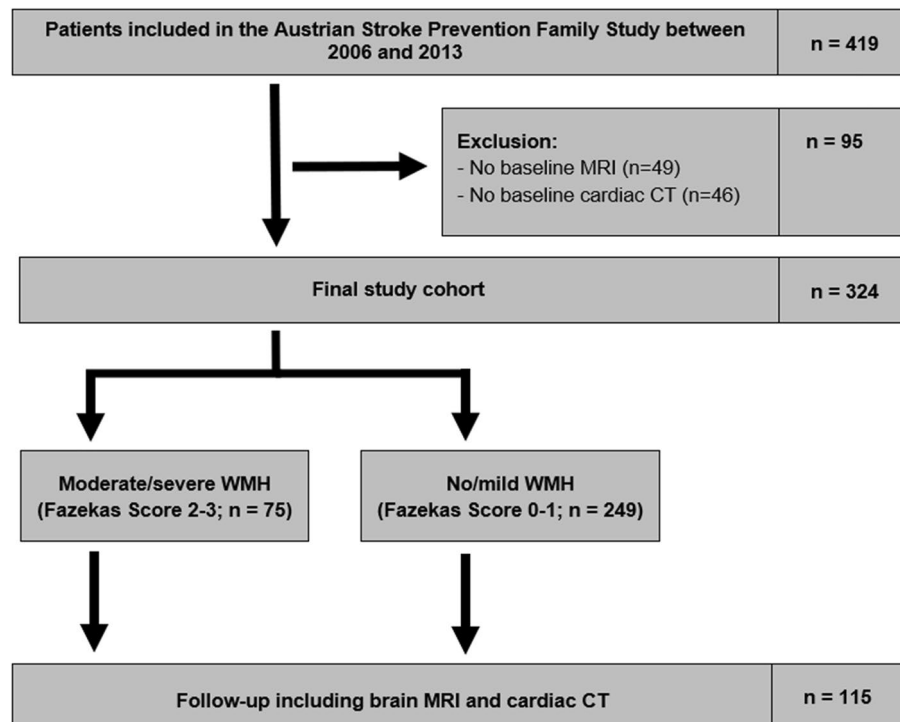 Patients included in the Austrian Stroke Prevention Family Study between
2006 and 2013
n = 419
Exclusion:
- No baseline MRI (n=49)
- No baseline cardiac CT (n=46)
n = 95
Final study cohort
n = 324
Moderate/severe WMH
(Fazekas Score 2-3; n = 75)
No/mild WMH
(Fazekas Score 0-1; n = 249)
Follow-up including brain MRI and cardiac CT
n = 115